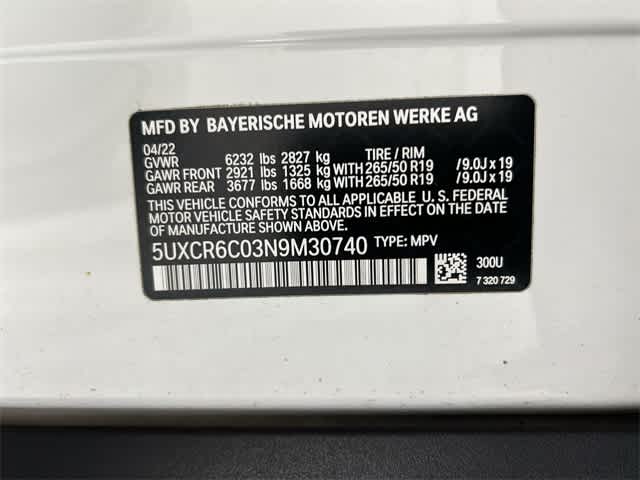 MFD BY BAYERISCHE MOTOREN WERKE AG
04/22
GVWR 6232 lbs 2827 kg TIRE / RIM
GAWR FRONT 2921 lbs 1325 kg WITH 265/50 R19 /9.0J x 19
GAWR REAR 3677 lbs 1668 kg WITH 265/50 R19 /9.0J x 19
THIS VEHICLE CONFORMS TO ALL APPLICABLE U. S. FEDERAL
MOTOR VEHICLE SAFETY STANDARDS IN EFFECT ON THE DATE
OF MANUFACTURE SHOWN ABOVE.
5UXCR6C03N9M30740 TYPE: MPV
300U
7 320 729